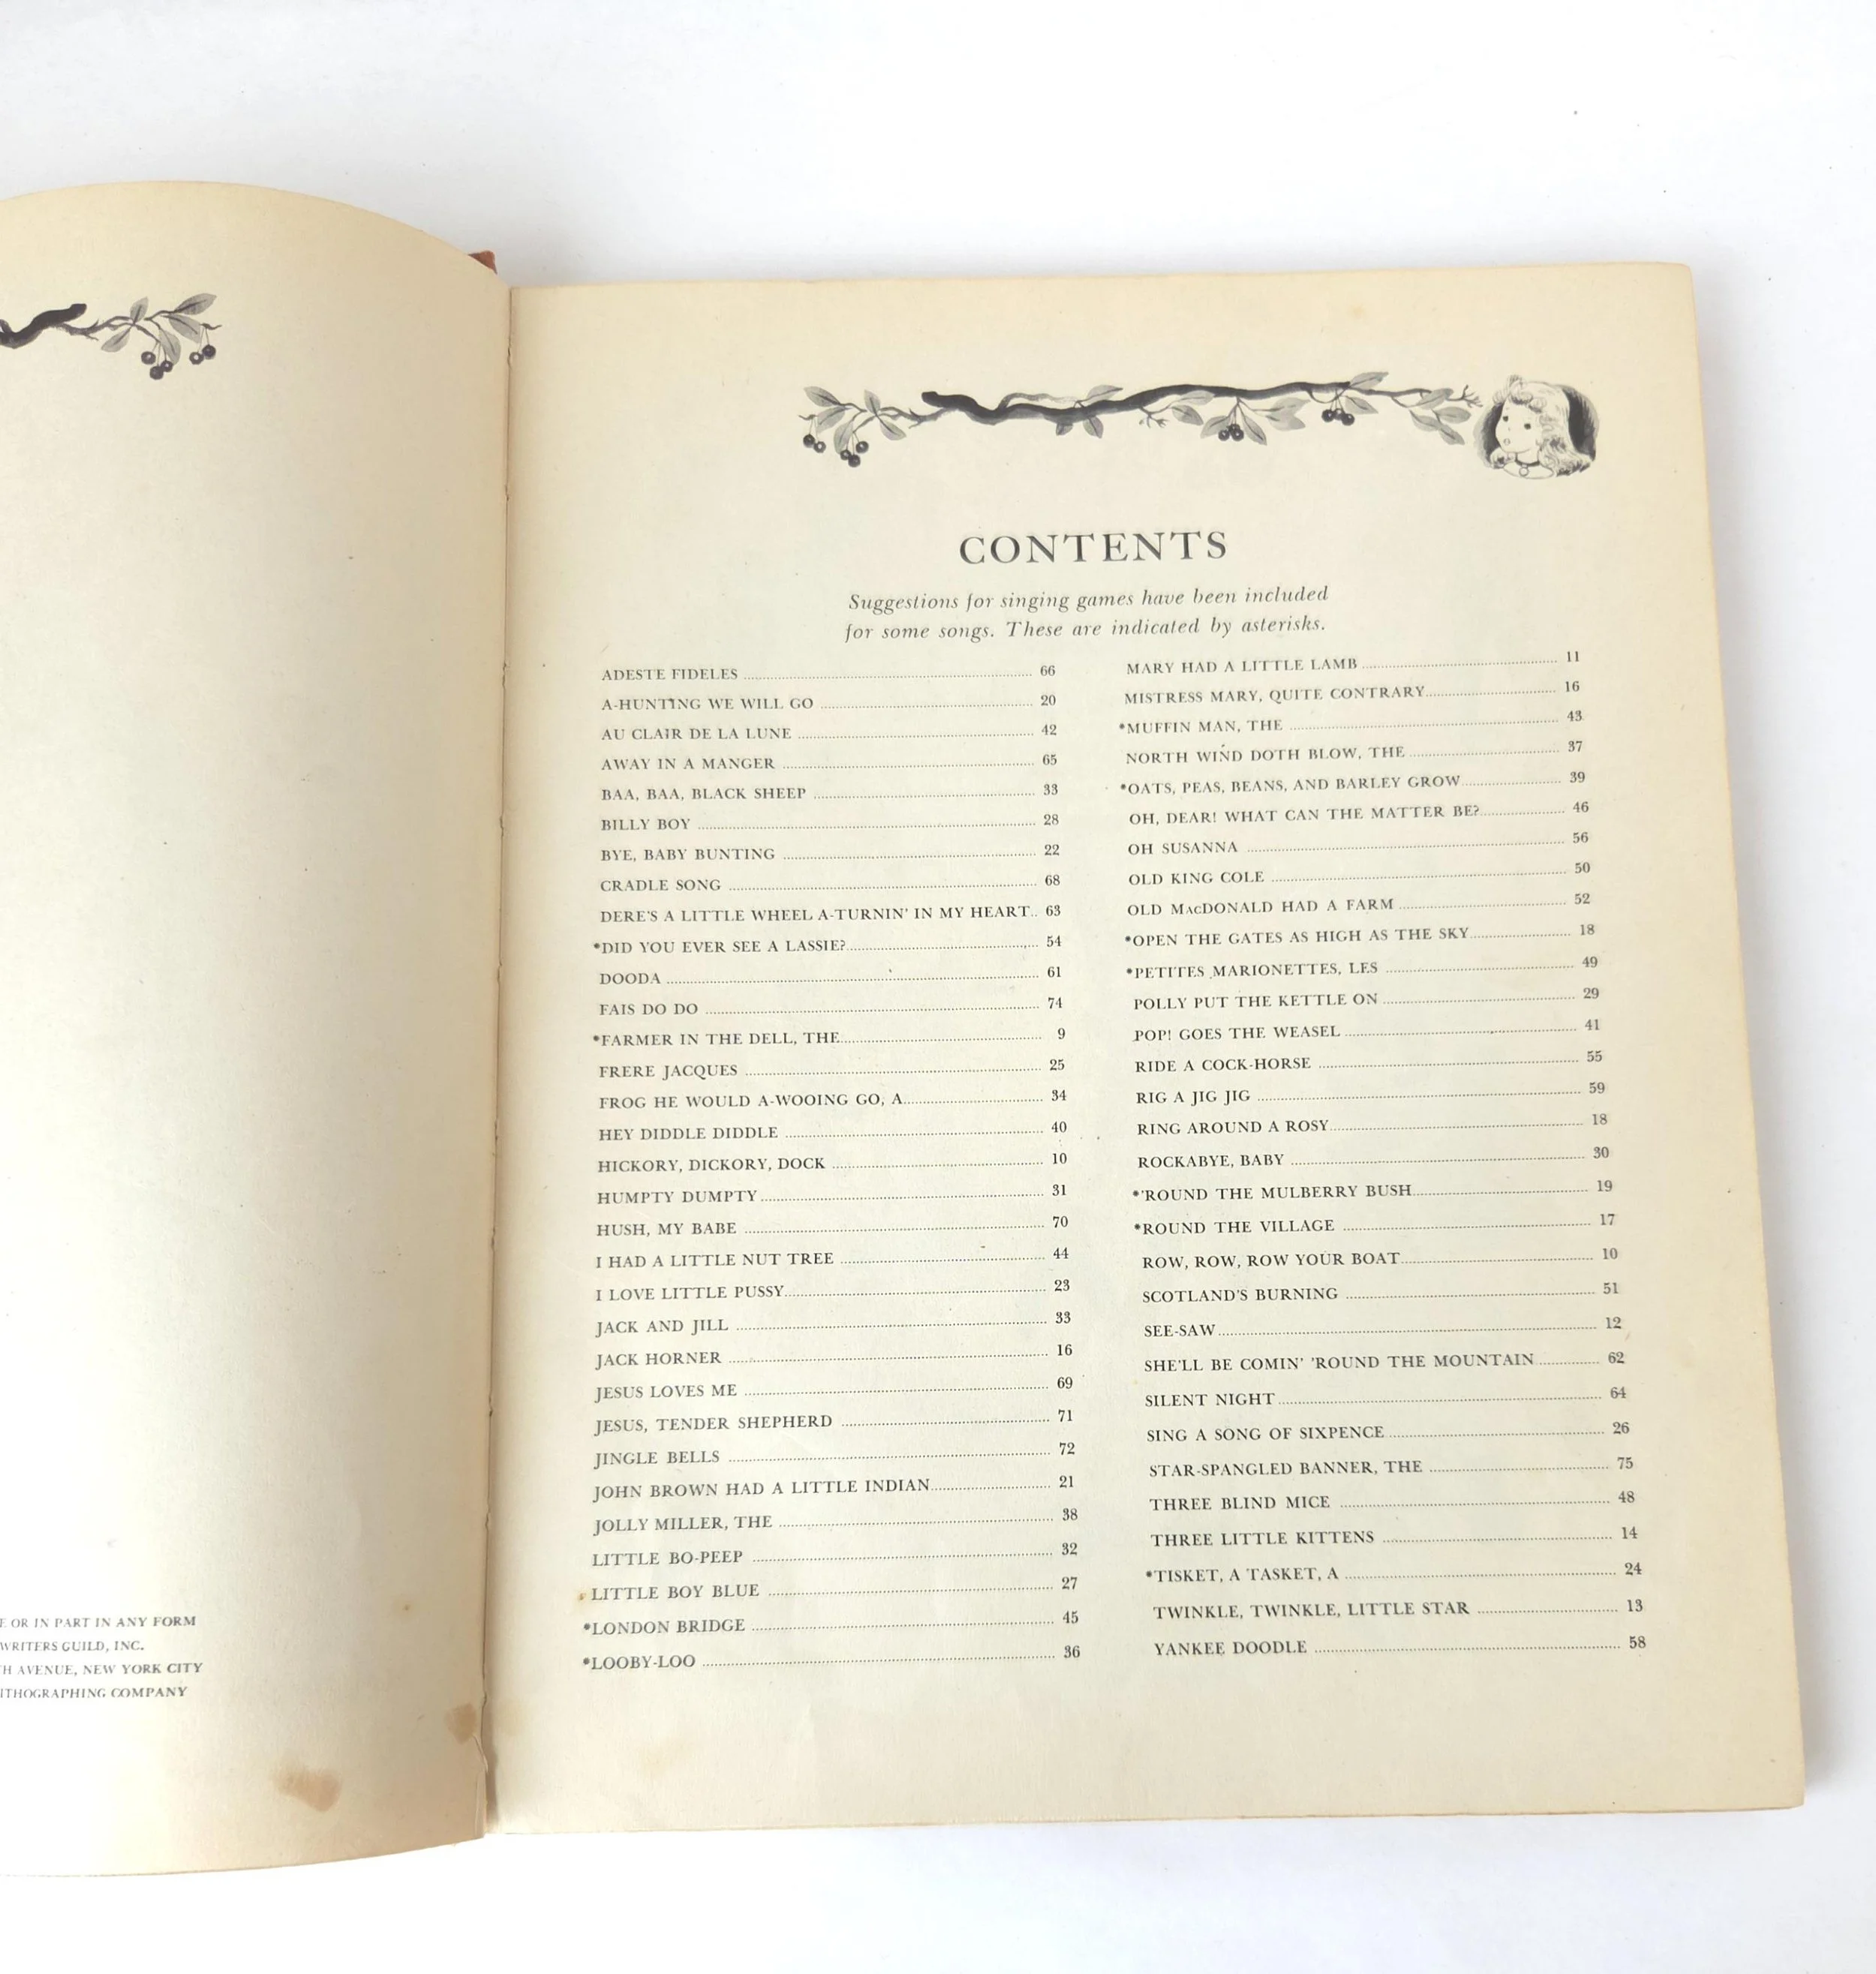 E OR IN PART IN ANY FORM
WRITERS GUILD, INC.
H AVENUE, NEW YORK CITY
ITHOGRAPHING COMPANY
CONTENTS
Suggestions for singing games have been included
for some songs. These are indicated by asterisks.
ADESTE FIDELES 66
A-HUNTING WE WILL GO 20
AU CLAIR DE LA LUNE 42
AWAY IN A MANGER 65
BAA, BAA, BLACK SHEEP 33
BILLY BOY 28
BYE, BABY BUNTING 22
CRADLE SONG 68
DERE'S A LITTLE WHEEL A-TURNIN' IN MY HEART 63
*DID YOU EVER SEE A LASSIE? 54
DOODA 61
FAIS DO DO 74
*FARMER IN THE DELL, THE 9
FRERE JACQUES 25
FROG HE WOULD A-WOOING GO, A 34
HEY DIDDLE DIDDLE 40
HICKORY, DICKORY, DOCK 10
HUMPTY DUMPTY 31
HUSH, MY BABE 70
I HAD A LITTLE NUT TREE 44
I LOVE LITTLE PUSSY 23
JACK AND JILL 33
JACK HORNER 16
JESUS LOVES ME 69
JESUS, TENDER SHEPHERD 71
JINGLE BELLS 72
JOHN BROWN HAD A LITTLE INDIAN 21
JOLLY MILLER, THE 38
LITTLE BO-PEEP 32
LITTLE BOY BLUE 27
*LONDON BRIDGE 45
*LOOBY-LOO 36
MARY HAD A LITTLE LAMB 11
MISTRESS MARY, QUITE CONTRARY 16
*MUFFIN MAN, THE 43
NORTH WIND DOTH BLOW, THE 37
*OATS, PEAS, BEANS, AND BARLEY GROW 39
OH, DEAR! WHAT CAN THE MATTER BE? 46
OH SUSANNA 56
OLD KING COLE 50
OLD MacDONALD HAD A FARM 52
*OPEN THE GATES AS HIGH AS THE SKY 18
*PETITES MARIONETTES, LES 49
POLLY PUT THE KETTLE ON 29
POP! GOES THE WEASEL 41
RIDE A COCK-HORSE 55
RIG A JIG JIG 59
RING AROUND A ROSY 18
ROCKABYE, BABY 30
*'ROUND THE MULBERRY BUSH 19
*ROUND THE VILLAGE 17
ROW, ROW, ROW YOUR BOAT 10
SCOTLAND'S BURNING 51
SEE-SAW 12
SHE'LL BE COMIN' 'ROUND THE MOUNTAIN 62
SILENT NIGHT 64
SING A SONG OF SIXPENCE 26
STAR-SPANGLED BANNER, THE 75
THREE BLIND MICE 48
THREE LITTLE KITTENS 14
*TISKET, A TASKET, A 24
TWINKLE, TWINKLE, LITTLE STAR 13
YANKEE DOODLE 58